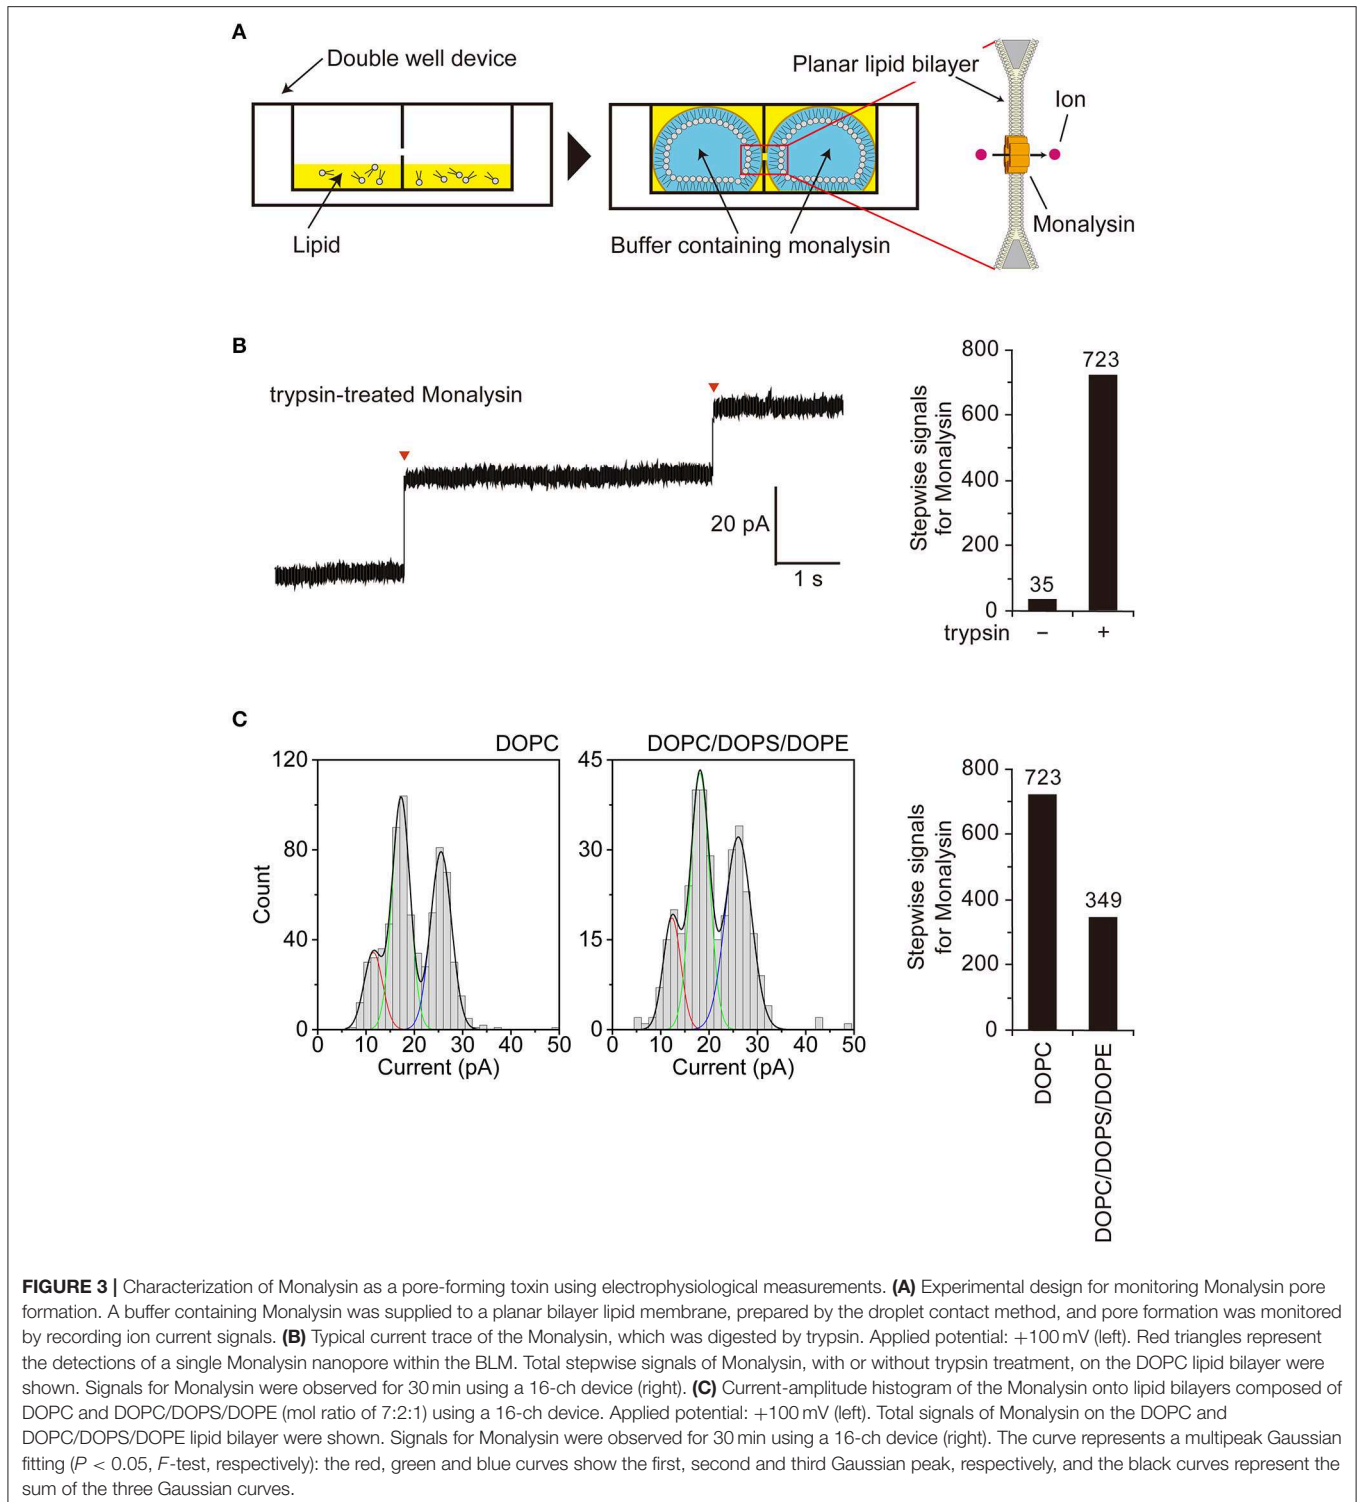 A
Double well device
Planar lipid bilayer
Ion
Lipid
Buffer containing monalysin
Monalysin
B
trypsin-treated Monalysin
20 pA
1 s
Stepwise signals
for Monalysin
800
600
400
200
0
723
35
trypsin
−
+
C
DOPC
DOPC/DOPS/DOPE
Count
120
80
40
0
0
10
20
30
40
50
Current (pA)
45
30
15
0
0
10
20
30
40
50
Current (pA)
Stepwise signals
for Monalysin
800
600
400
200
0
723
349
DOPC
DOPC/DOPS/DOPE
FIGURE 3 | Characterization of Monalysin as a pore-forming toxin using electrophysiological measurements. (A) Experimental design for monitoring Monalysin pore
formation. A buffer containing Monalysin was supplied to a planar bilayer lipid membrane, prepared by the droplet contact method, and pore formation was monitored
by recording ion current signals. (B) Typical current trace of the Monalysin, which was digested by trypsin. Applied potential: +100 mV (left). Red triangles represent
the detections of a single Monalysin nanopore within the BLM. Total stepwise signals of Monalysin, with or without trypsin treatment, on the DOPC lipid bilayer were
shown. Signals for Monalysin were observed for 30 min using a 16-ch device (right). (C) Current-amplitude histogram of the Monalysin onto lipid bilayers composed of
DOPC and DOPC/DOPS/DOPE (mol ratio of 7:2:1) using a 16-ch device. Applied potential: +100 mV (left). Total signals of Monalysin on the DOPC and
DOPC/DOPS/DOPE lipid bilayer were shown. Signals for Monalysin were observed for 30 min using a 16-ch device (right). The curve represents a multipeak Gaussian
fitting (P < 0.05, F-test, respectively): the red, green and blue curves show the first, second and third Gaussian peak, respectively, and the black curves represent the
sum of the three Gaussian curves.